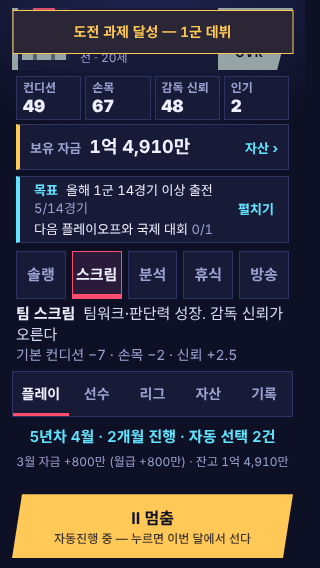 도전 과제 달성 — 1군 데뷔
전 · 20세
컨디션
49
손목
67
감독 신뢰
48
인기
2
보유 자금 1억 4,910만
자산 ›
목표 올해 1군 14경기 이상 출전
5/14경기
다음 플레이오프와 국제 대회 0/1
펼치기
솔랭
스크림
분석
휴식
방송
팀 스크림 팀워크·판단력 성장. 감독 신뢰가
오른다
기본 컨디션 −7 · 손목 −2 · 신뢰 +2.5
플레이
선수
리그
자산
기록
5년차 4월 · 2개월 진행 · 자동 선택 2건
3월 자금 +800만 (월급 +800만) · 잔고 1억 4,910만
II 멈춤
자동진행 중 — 누르면 이번 달에서 선다